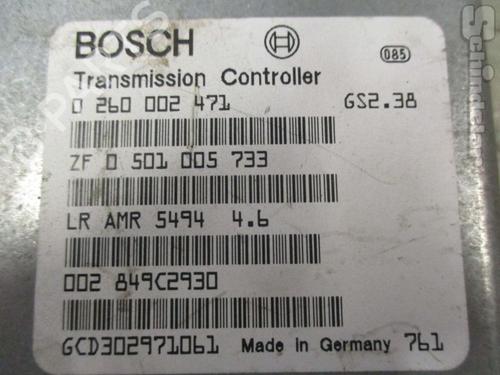 BOSCH
085
Transmission Controller
0 260 002 471 GS2.38
ZF 0 501 005 733
LR AMR 5494 4.6
002 849C2930
GCD302971061 Made in Germany 761
Schindelar